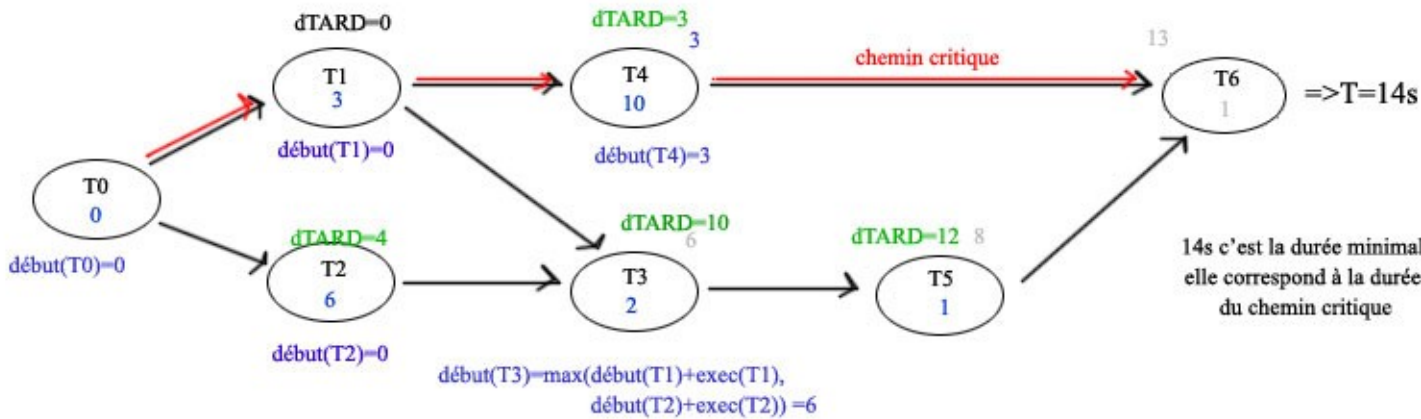 dTARD=0
dTARD=3
3
13
T1
3
T4
10
chemin critique
T6
1
=>T=14s
début(T1)=0
début(T4)=3
T0
0
début(T0)=0
dTARD=4
T2
6
dTARD=10
6
T3
2
dTARD=12
8
T5
1
14s c’est la durée minimal
elle correspond à la durée
du chemin critique
début(T2)=0
début(T3)=max(début(T1)+exec(T1),
début(T2)+exec(T2)) =6